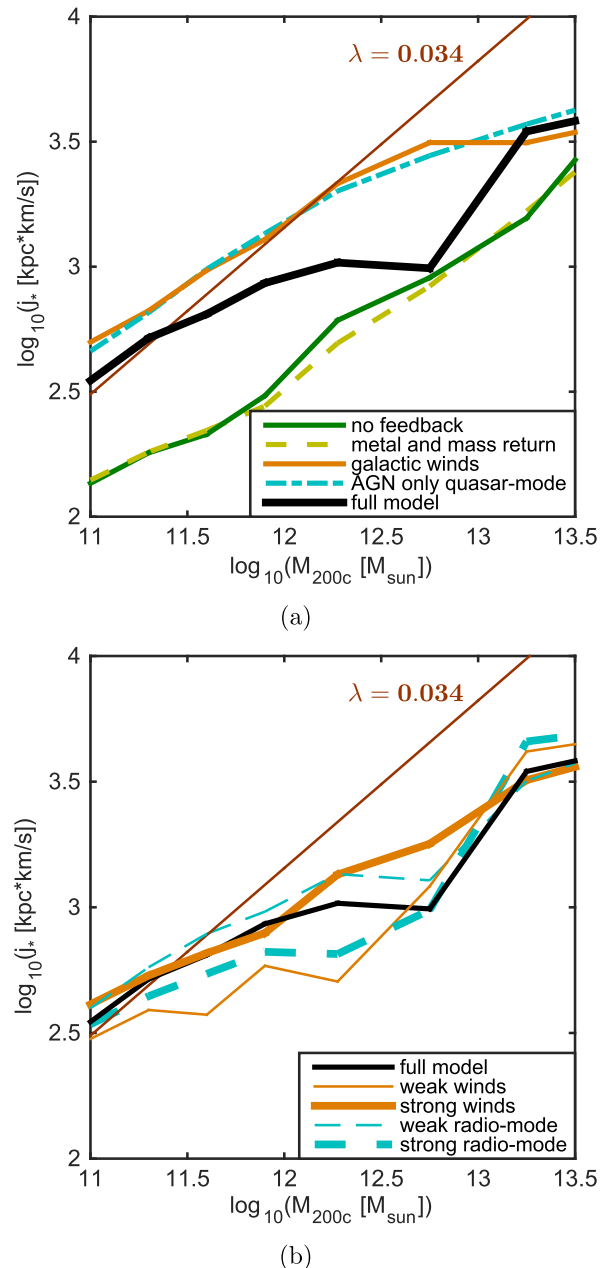 4
λ = 0.034
3.5
3
2.5
2
log₁₀(j* [kpc*km/s])
no feedback
metal and mass return
galactic winds
AGN only quasar-mode
full model
11 11.5 12 12.5 13 13.5
log₁₀(M₂₀₀c [Mₛᵤₙ])
(a)
4
λ = 0.034
3.5
3
2.5
2
log₁₀(j* [kpc*km/s])
full model
weak winds
strong winds
weak radio-mode
strong radio-mode
11 11.5 12 12.5 13 13.5
log₁₀(M₂₀₀c [Mₛᵤₙ])
(b)